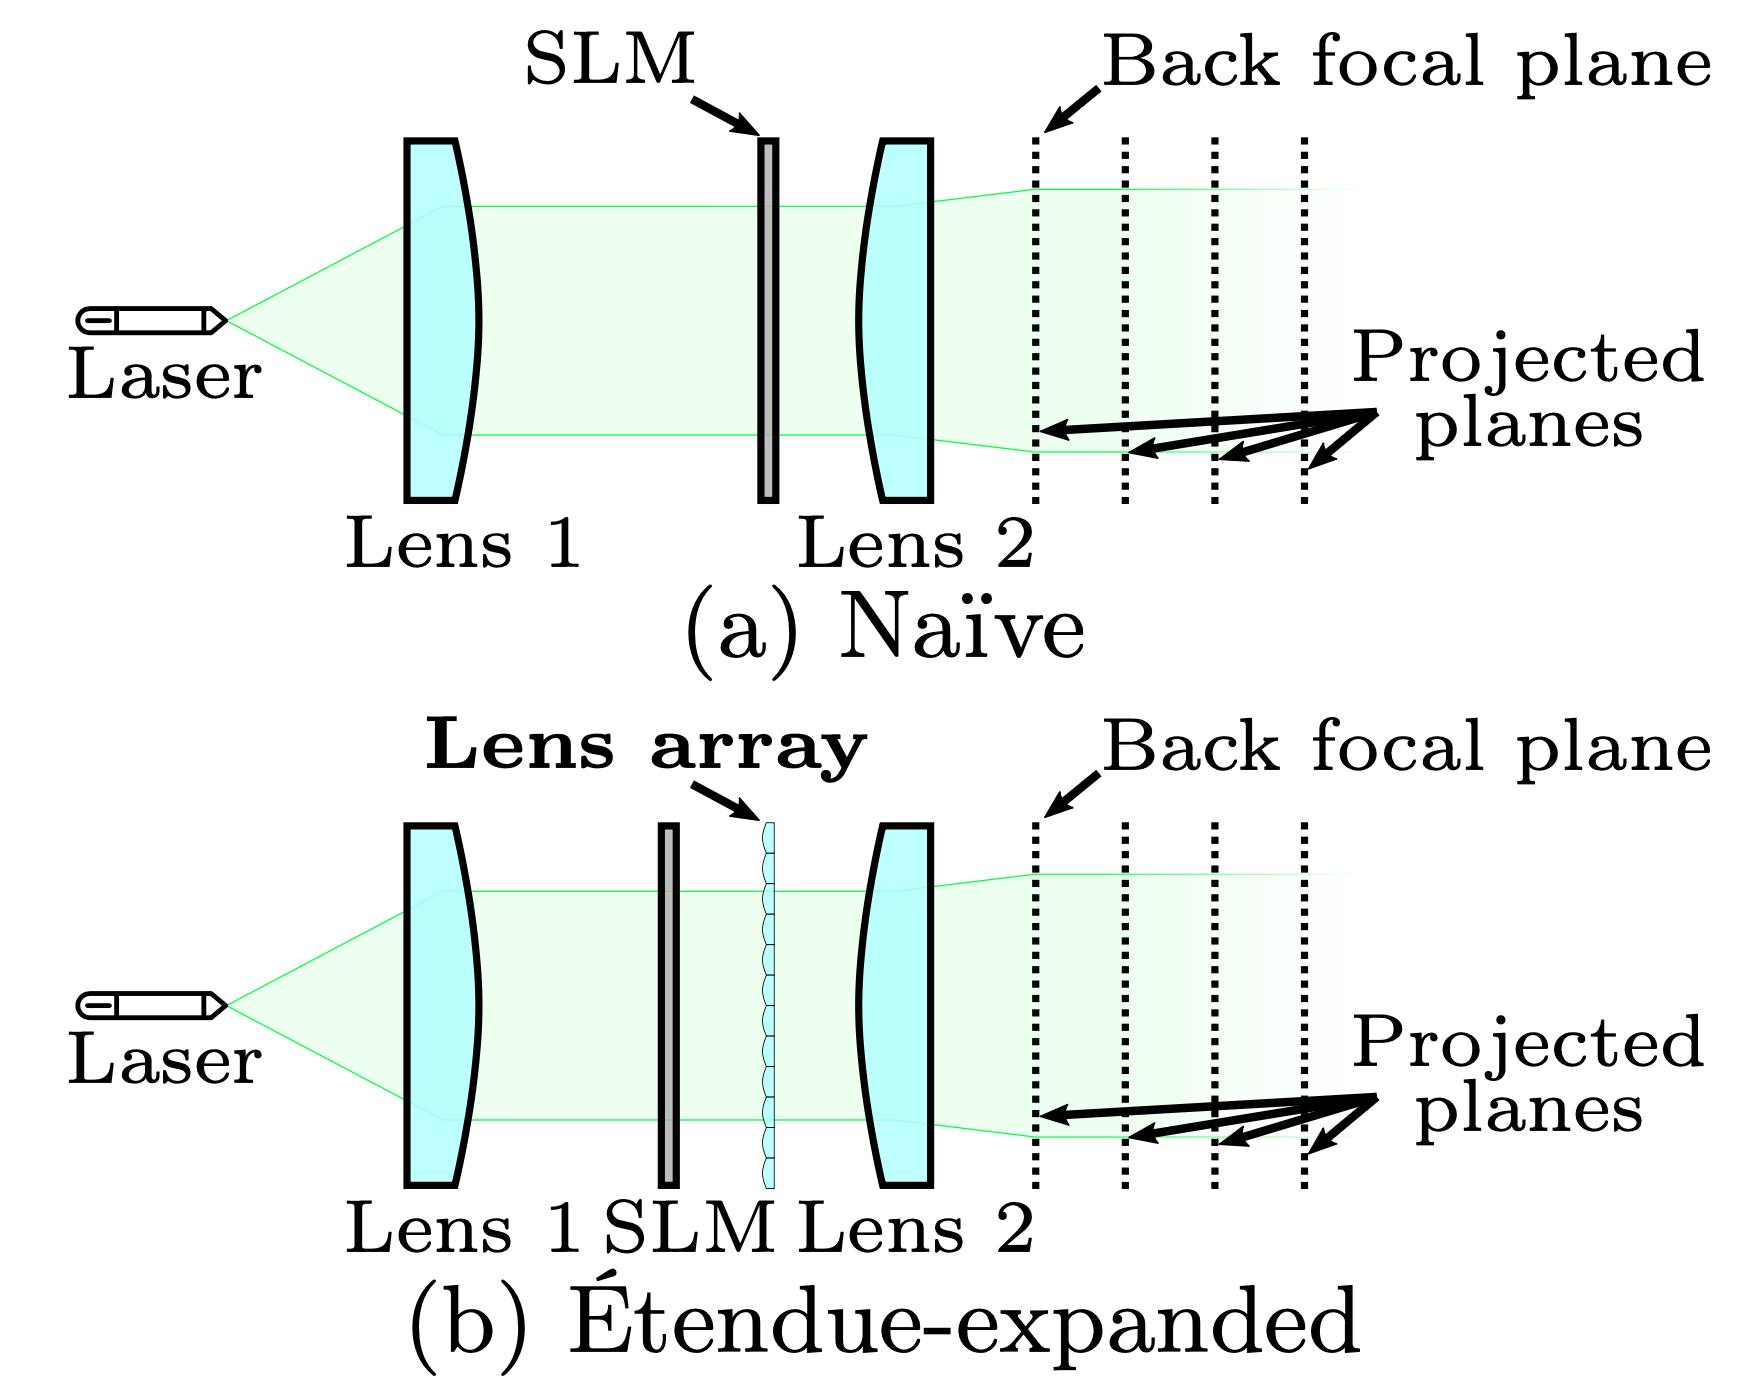 SLM
Back focal plane
Laser
Projected
planes
Lens 1
Lens 2
(a) Naïve
Lens array
Back focal plane
Laser
Projected
planes
Lens 1 SLM Lens 2
(b) Étendue-expanded